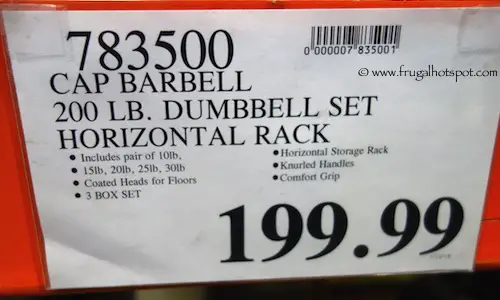 783500
0 000007 835001
© www.frugalhotspot.com
CAP BARBELL
200 LB. DUMBBELL SET
HORIZONTAL RACK
• Includes pair of 10lb,
• 15lb, 20lb, 25lb, 30lb
• Coated Heads for Floors
• 3 BOX SET
• Horizontal Storage Rack
• Knurled Handles
• Comfort Grip
199.99